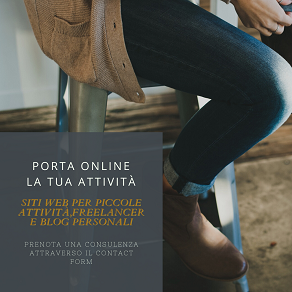 PORTA ONLINE
LA TUA ATTIVITÀ
SITI WEB PER PICCOLE
ATTIVITÀ,FREELANCER
E BLOG PERSONALI
PRENOTA UNA CONSULENZA
ATTRAVERSO IL CONTACT
FORM